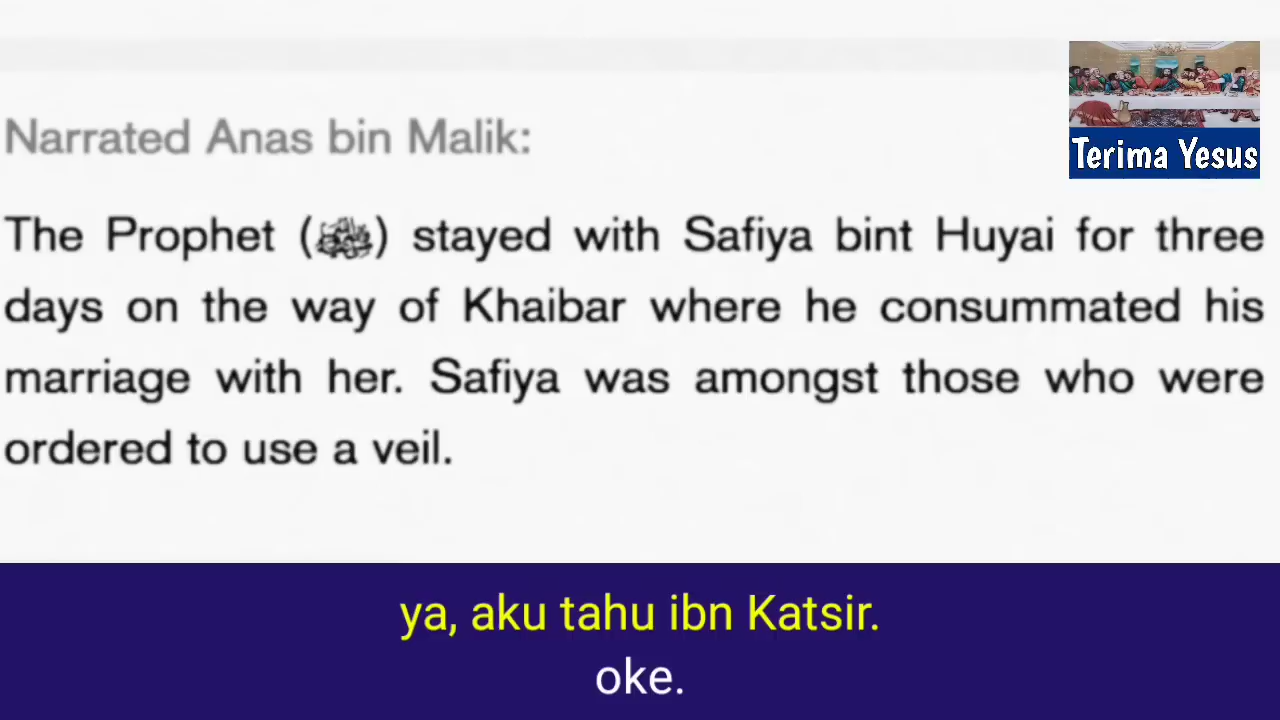 Terima Yesus
Narrated Anas bin Malik:
The Prophet (ﷺ) stayed with Safiya bint Huyai for three
days on the way of Khaibar where he consummated his
marriage with her. Safiya was amongst those who were
ordered to use a veil.
ya, aku tahu ibn Katsir.
oke.